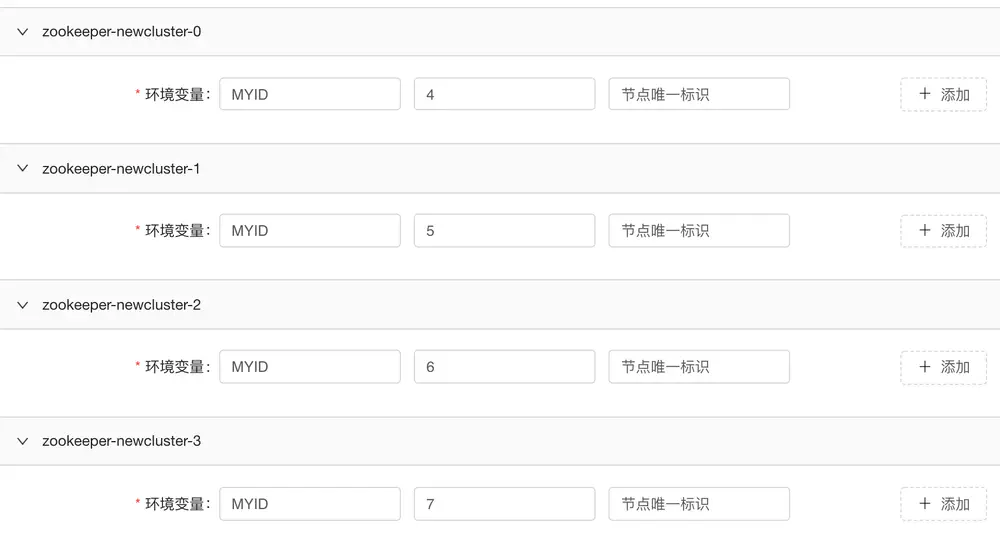 zookeeper-newcluster-0
* 环境变量: MYID 4 节点唯一标识 + 添加
zookeeper-newcluster-1
* 环境变量: MYID 5 节点唯一标识 + 添加
zookeeper-newcluster-2
* 环境变量: MYID 6 节点唯一标识 + 添加
zookeeper-newcluster-3
* 环境变量: MYID 7 节点唯一标识 + 添加